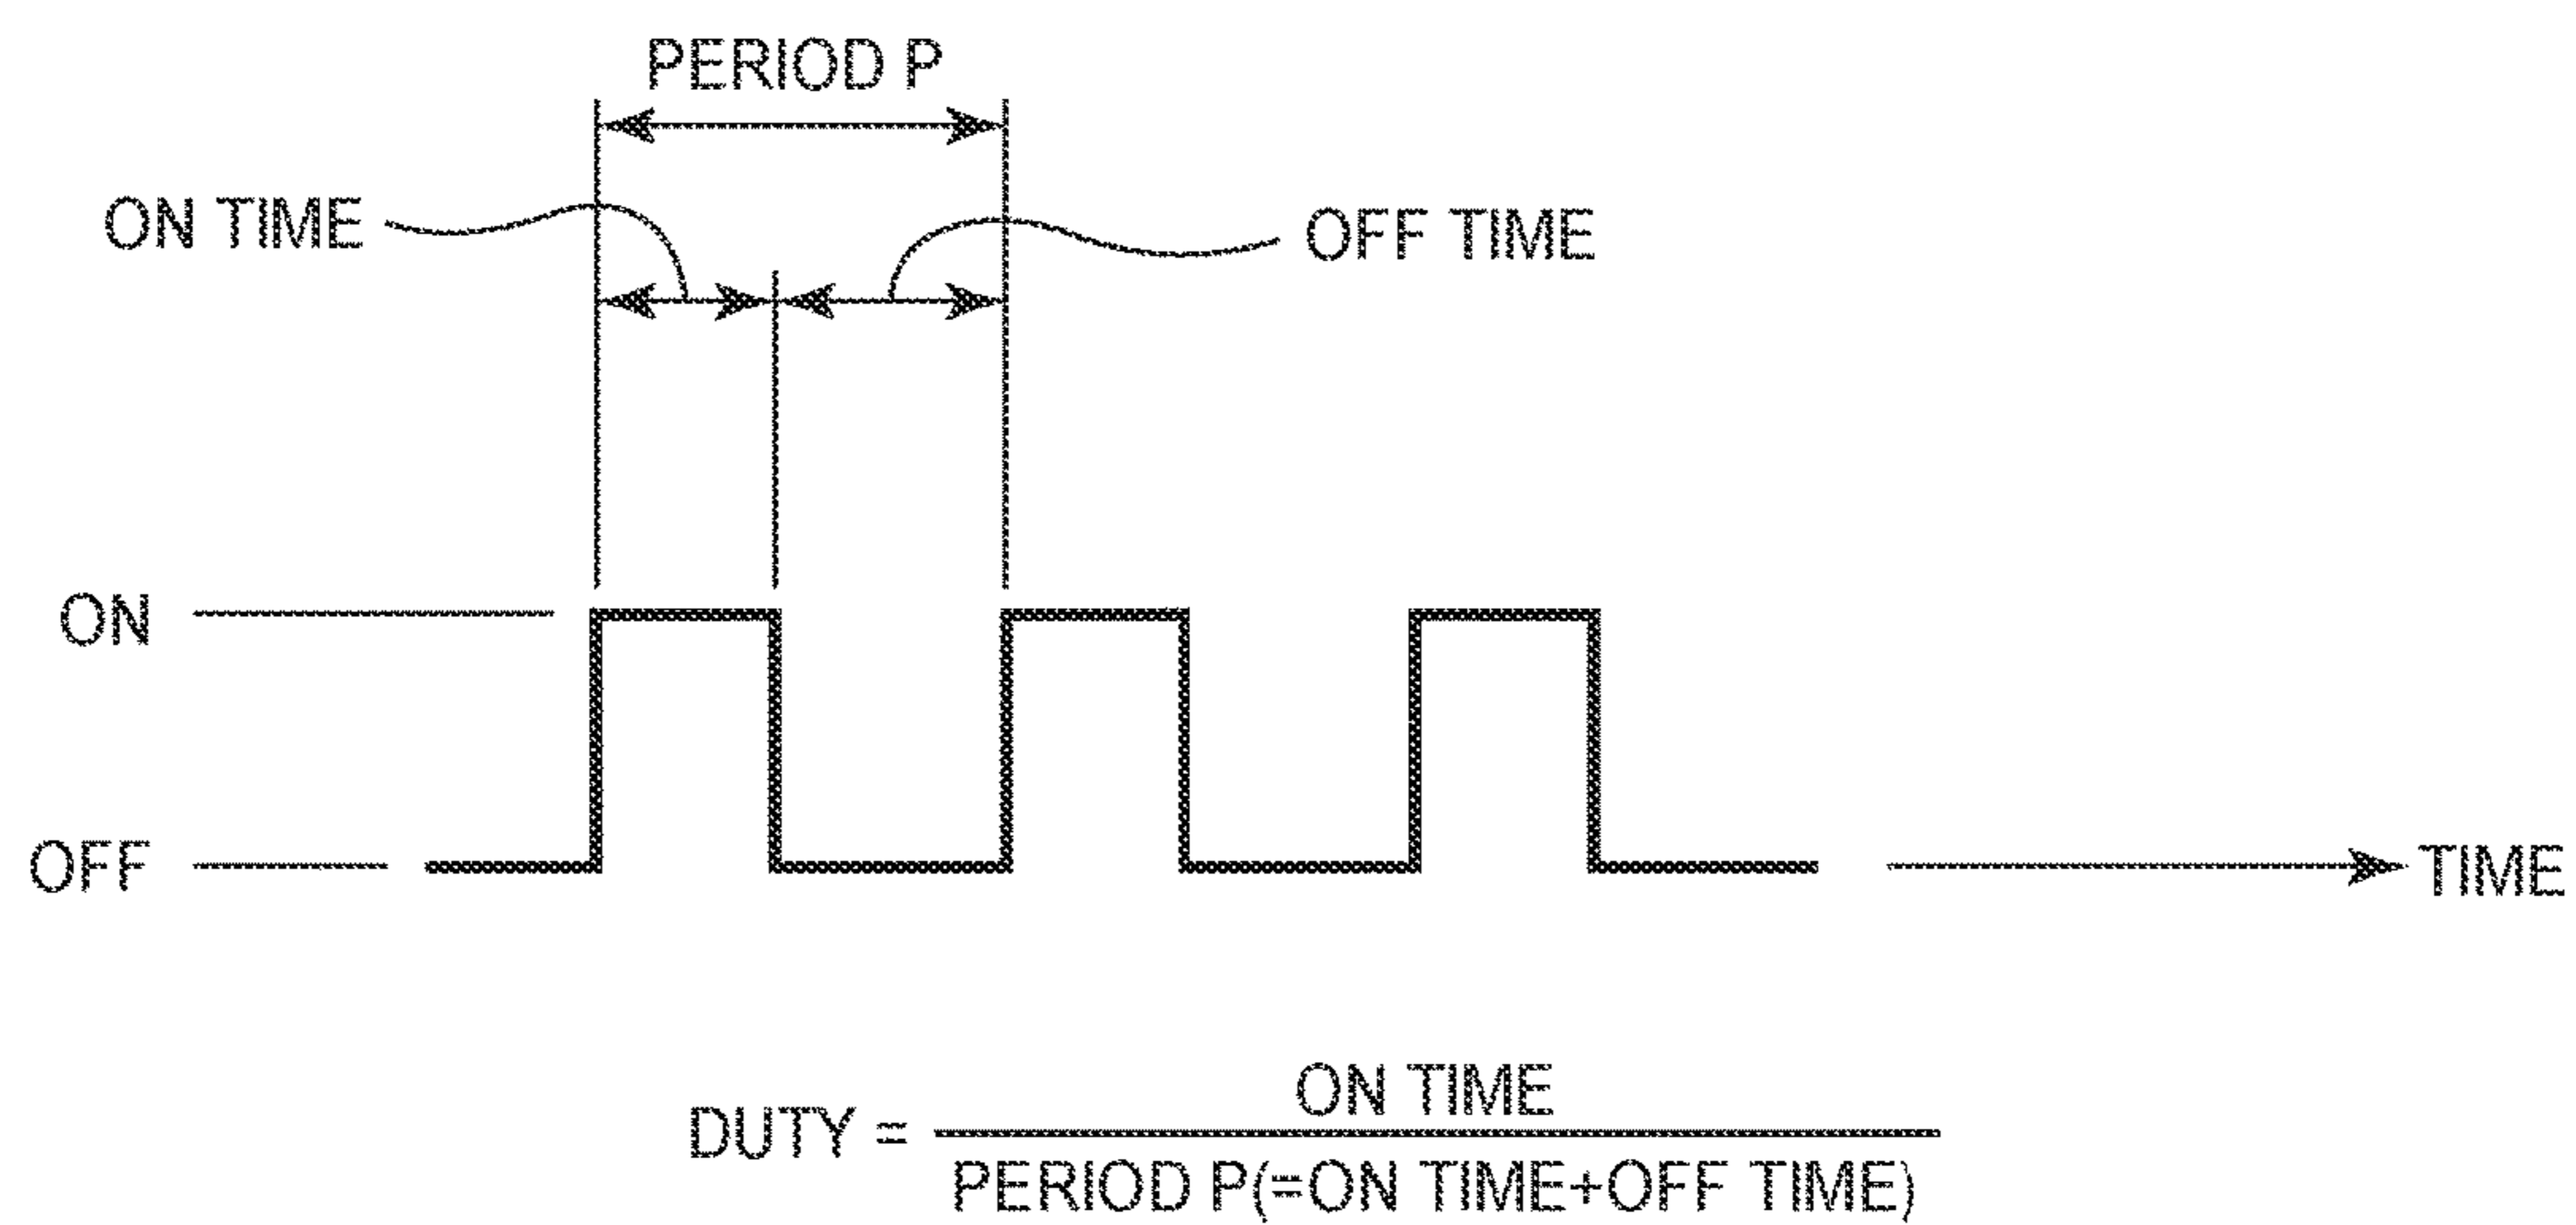 PERIOD P
ON TIME
OFF TIME
ON
OFF
TIME
ON TIME
DUTY =
PERIOD P(=ON TIME+OFF TIME)